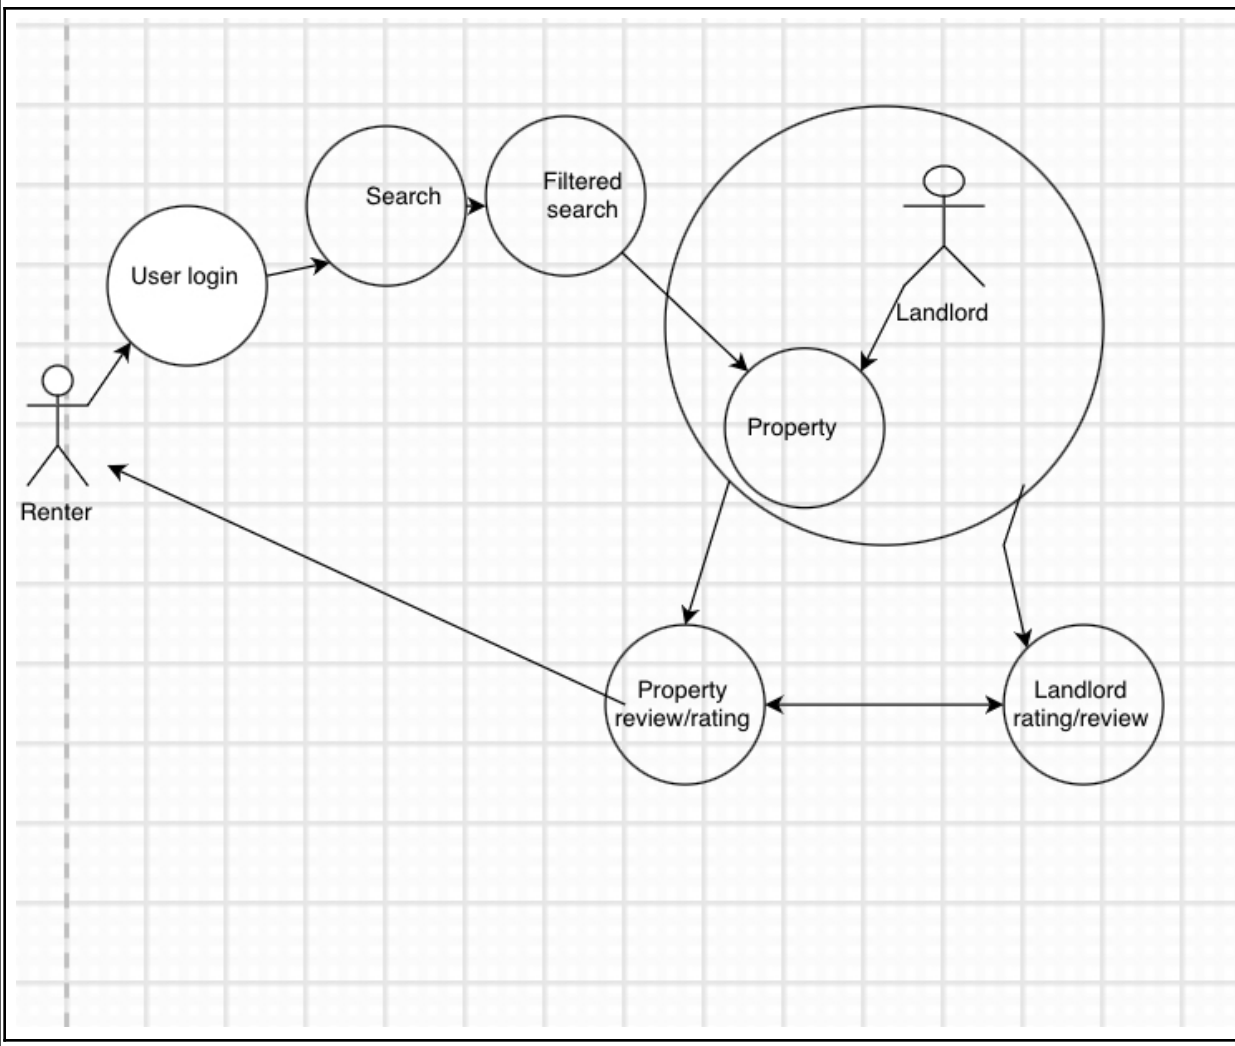 Search
Filtered
search
User login
Landlord
Property
Renter
Property
review/rating
Landlord
rating/review